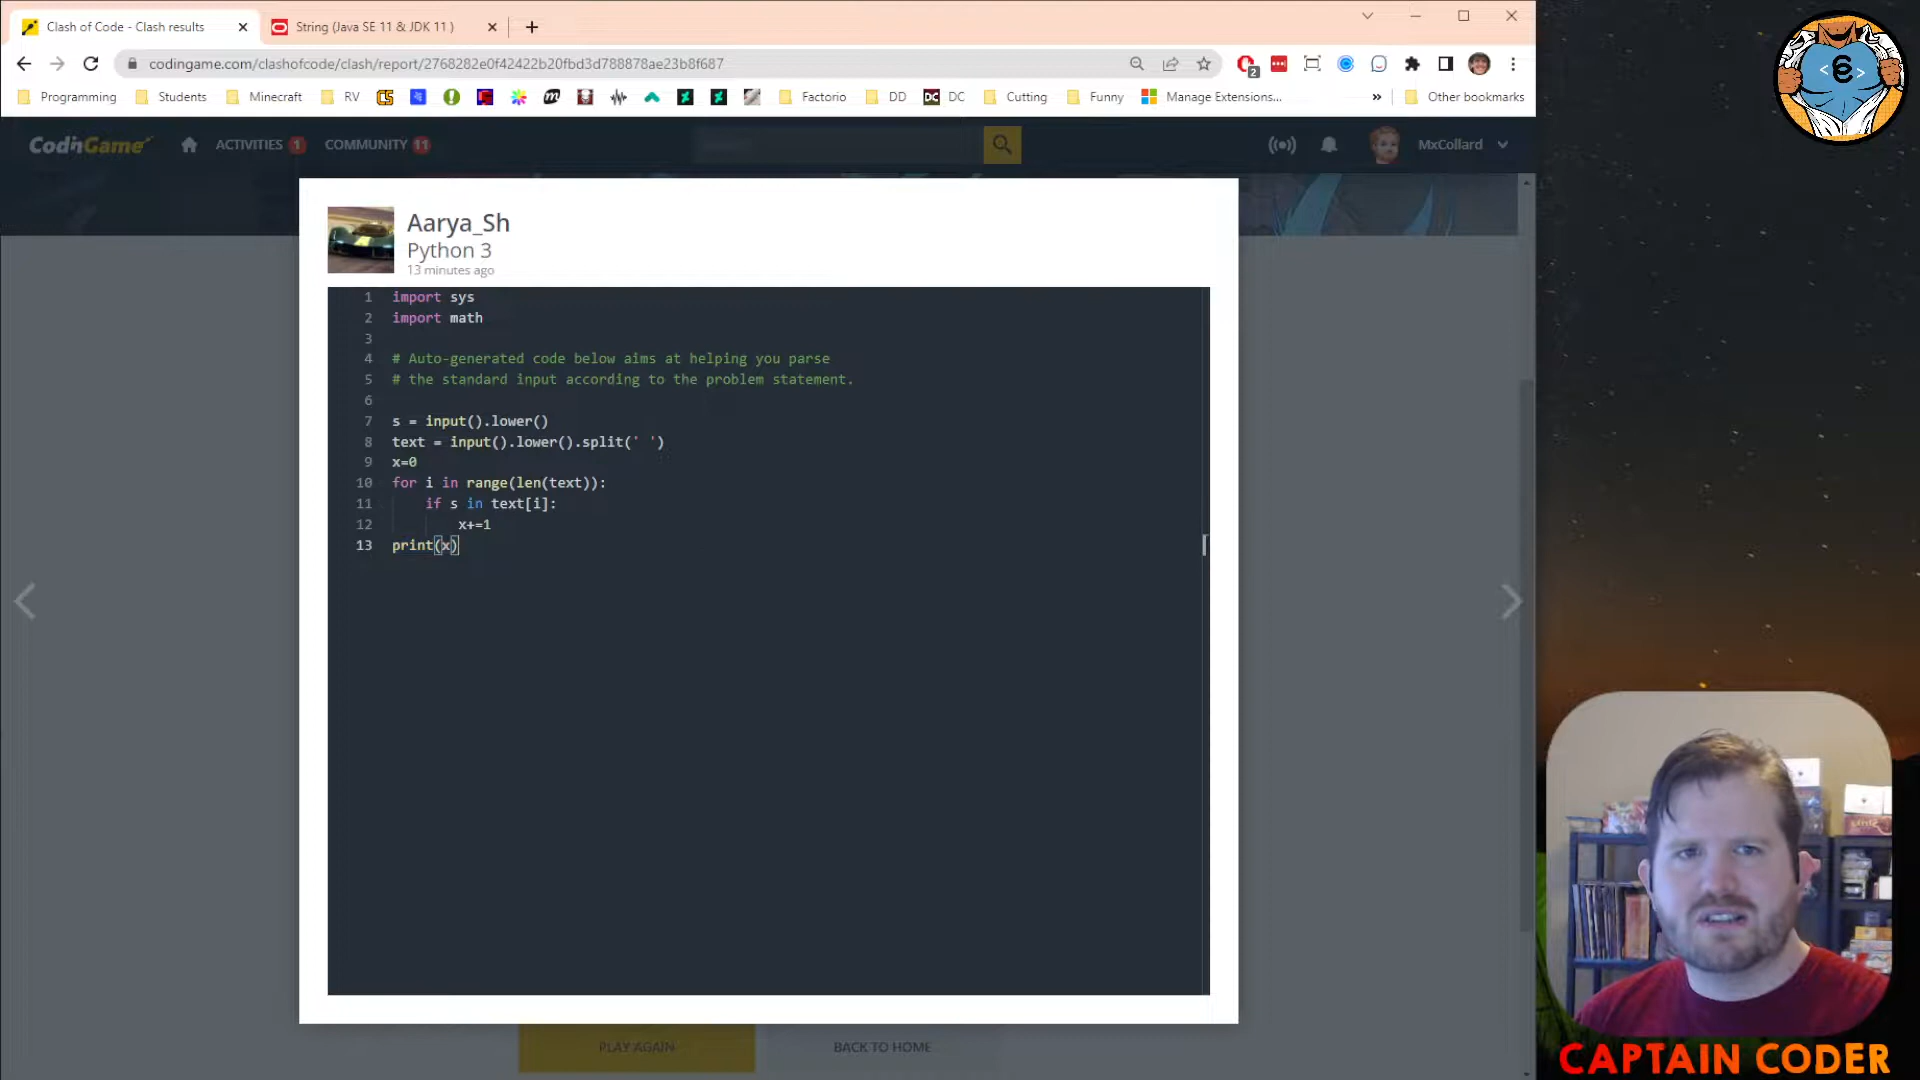 Clash of Code - Clash results
String (Java SE 11 & JDK 11 )
codingame.com/clashofcode/clash/report/2768282e0f42422b20fbd3d788878ae23b8f687
2
Programming
Students
Minecraft
RV
CS
m
Factorio
DD
DC
DC
Cutting
Funny
Manage Extensions...
»
Other bookmarks
CodinGame
ACTIVITIES 1
COMMUNITY 11
MxCollard
Aarya_Sh
Python 3
13 minutes ago
1 import sys
2 import math
3
4 # Auto-generated code below aims at helping you parse
5 # the standard input according to the problem statement.
6
7 s = input().lower()
8 text = input().lower().split(' ')
9 x=0
10 for i in range(len(text)):
11 if s in text[i]:
12 x+=1
13 print(x)
PLAY AGAIN
BACK TO HOME
CAPTAIN CODER